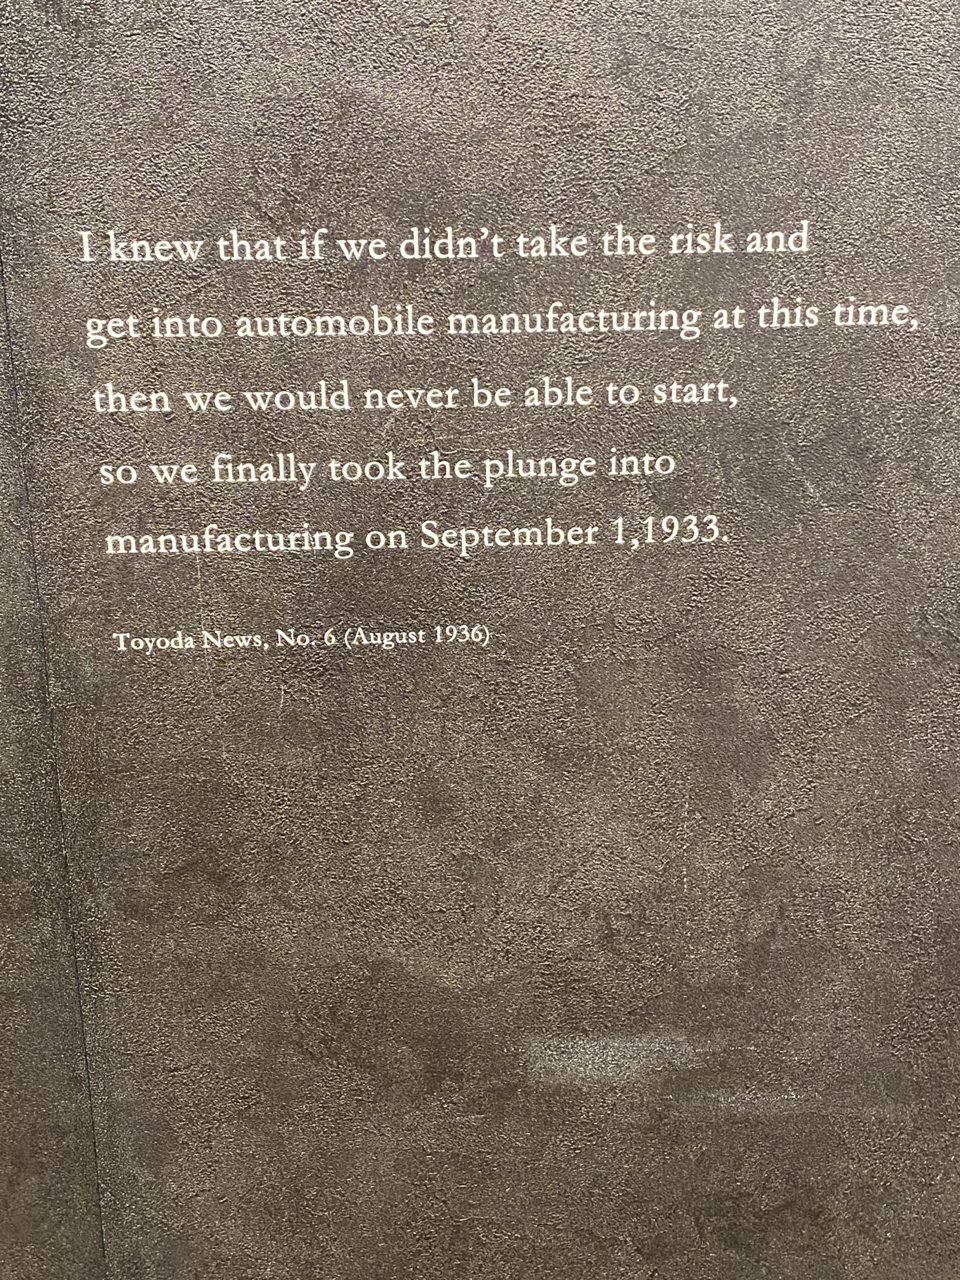 I knew that if we didn't take the risk and
get into automobile manufacturing at this time,
then we would never be able to start,
so we finally took the plunge into
manufacturing on September 1,1933.
Toyoda News, No. 6 (August 1936)